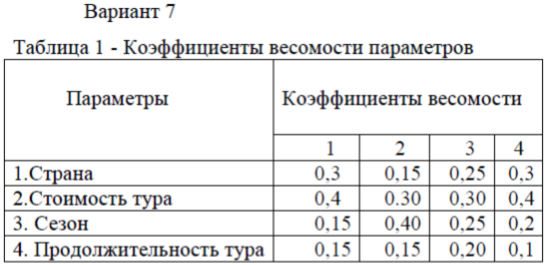 Вариант 7
Таблица 1 - Коэффициенты весомости параметров
Параметры Коэффициенты весомости
1 2 3 4
1.Страна 0,3 0,15 0,25 0,3
2.Стоимость тура 0,4 0.30 0,30 0,4
3. Сезон 0,15 0,40 0,25 0,2
4. Продолжительность тура 0,15 0,15 0,20 0,1